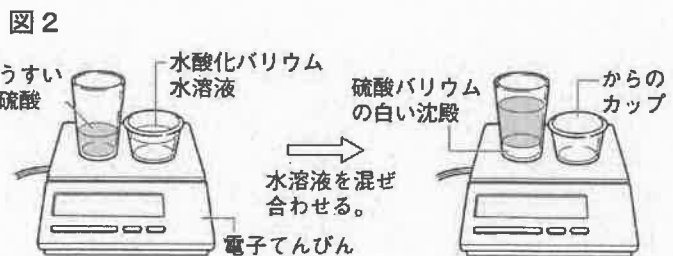 図2
うすい
硫酸
水酸化バリウム
水溶液
水溶液を混ぜ
合わせる。
電子てんびん
硫酸バリウム
の白い沈殿
からの
カップ